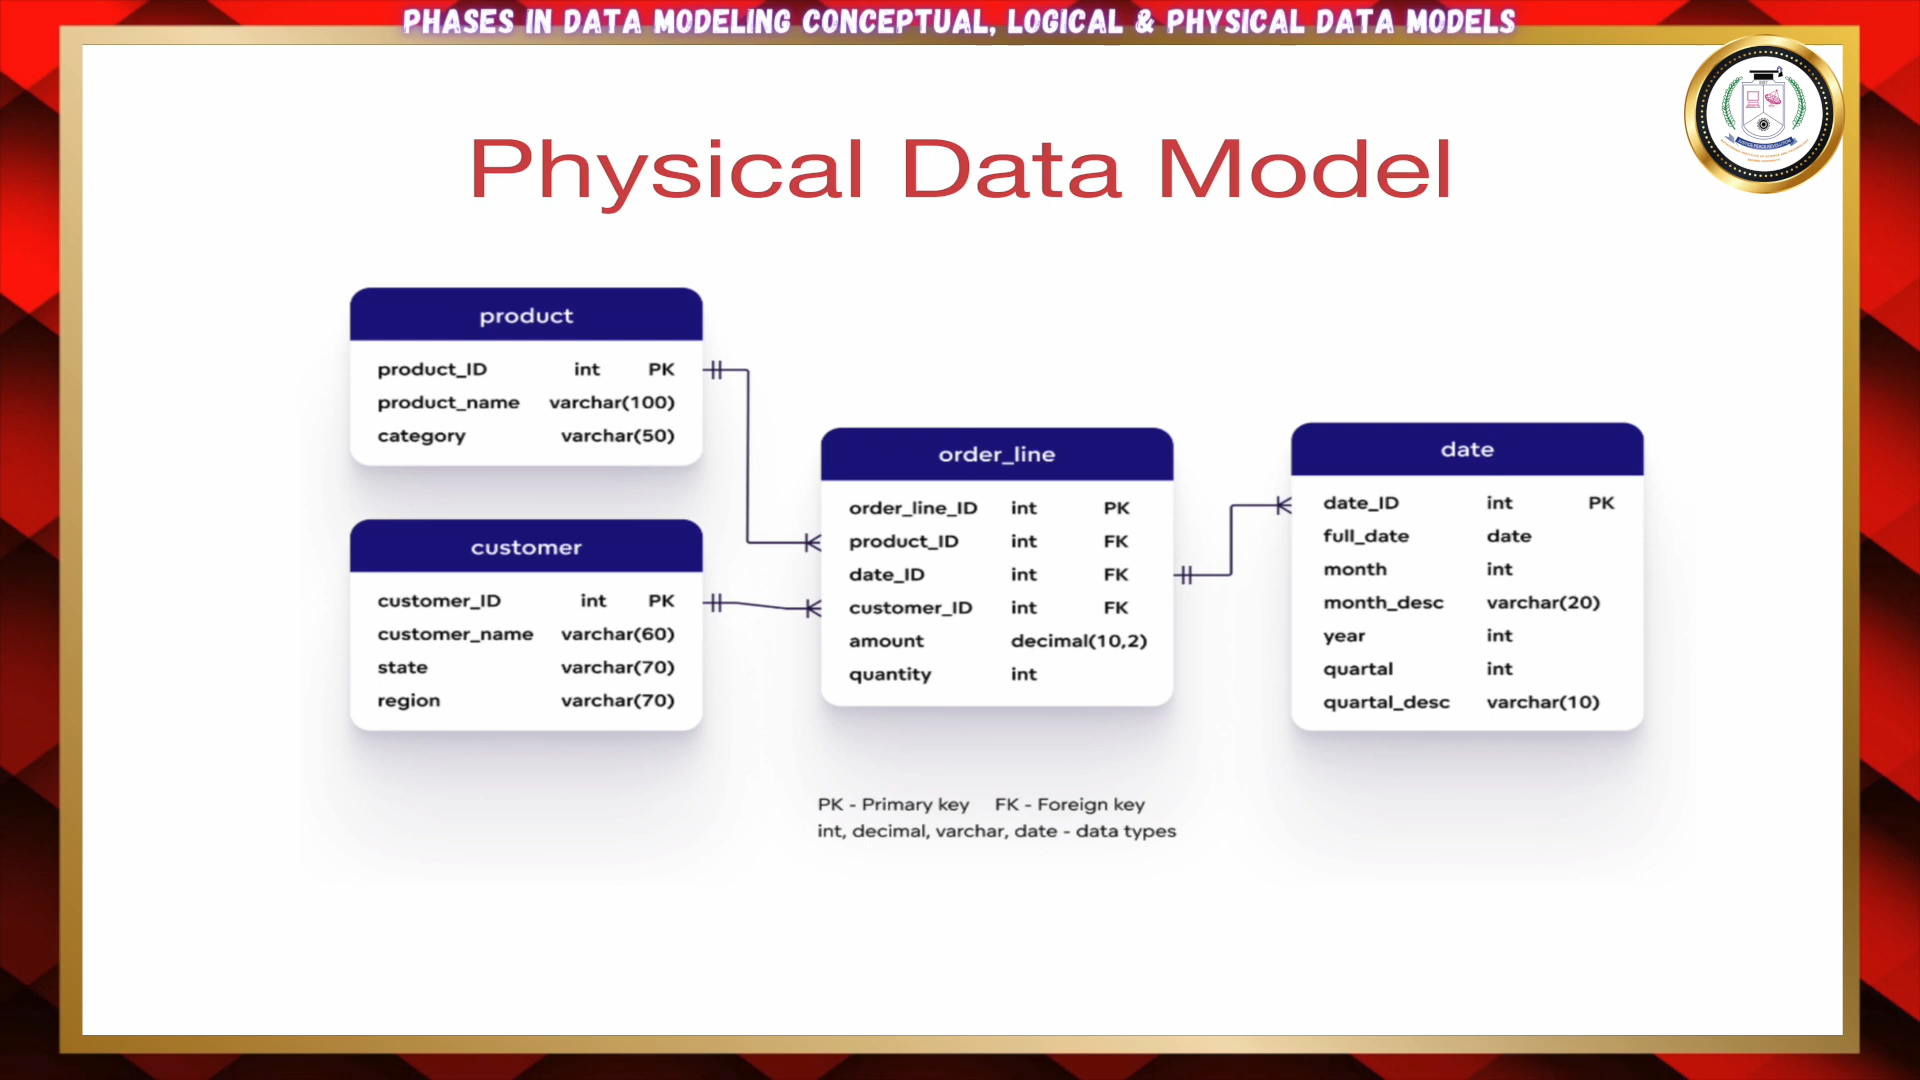 PHASES IN DATA MODELING CONCEPTUAL, LOGICAL & PHYSICAL DATA MODELS
Physical Data Model
product
product_ID int PK
product_name varchar(100)
category varchar(50)
customer
customer_ID int PK
customer_name varchar(60)
state varchar(70)
region varchar(70)
order_line
order_line_ID int PK
product_ID int FK
date_ID int FK
customer_ID int FK
amount decimal(10,2)
quantity int
date
date_ID int PK
full_date date
month int
month_desc varchar(20)
year int
quartal int
quartal_desc varchar(10)
PK - Primary key FK - Foreign key
int, decimal, varchar, date - data types